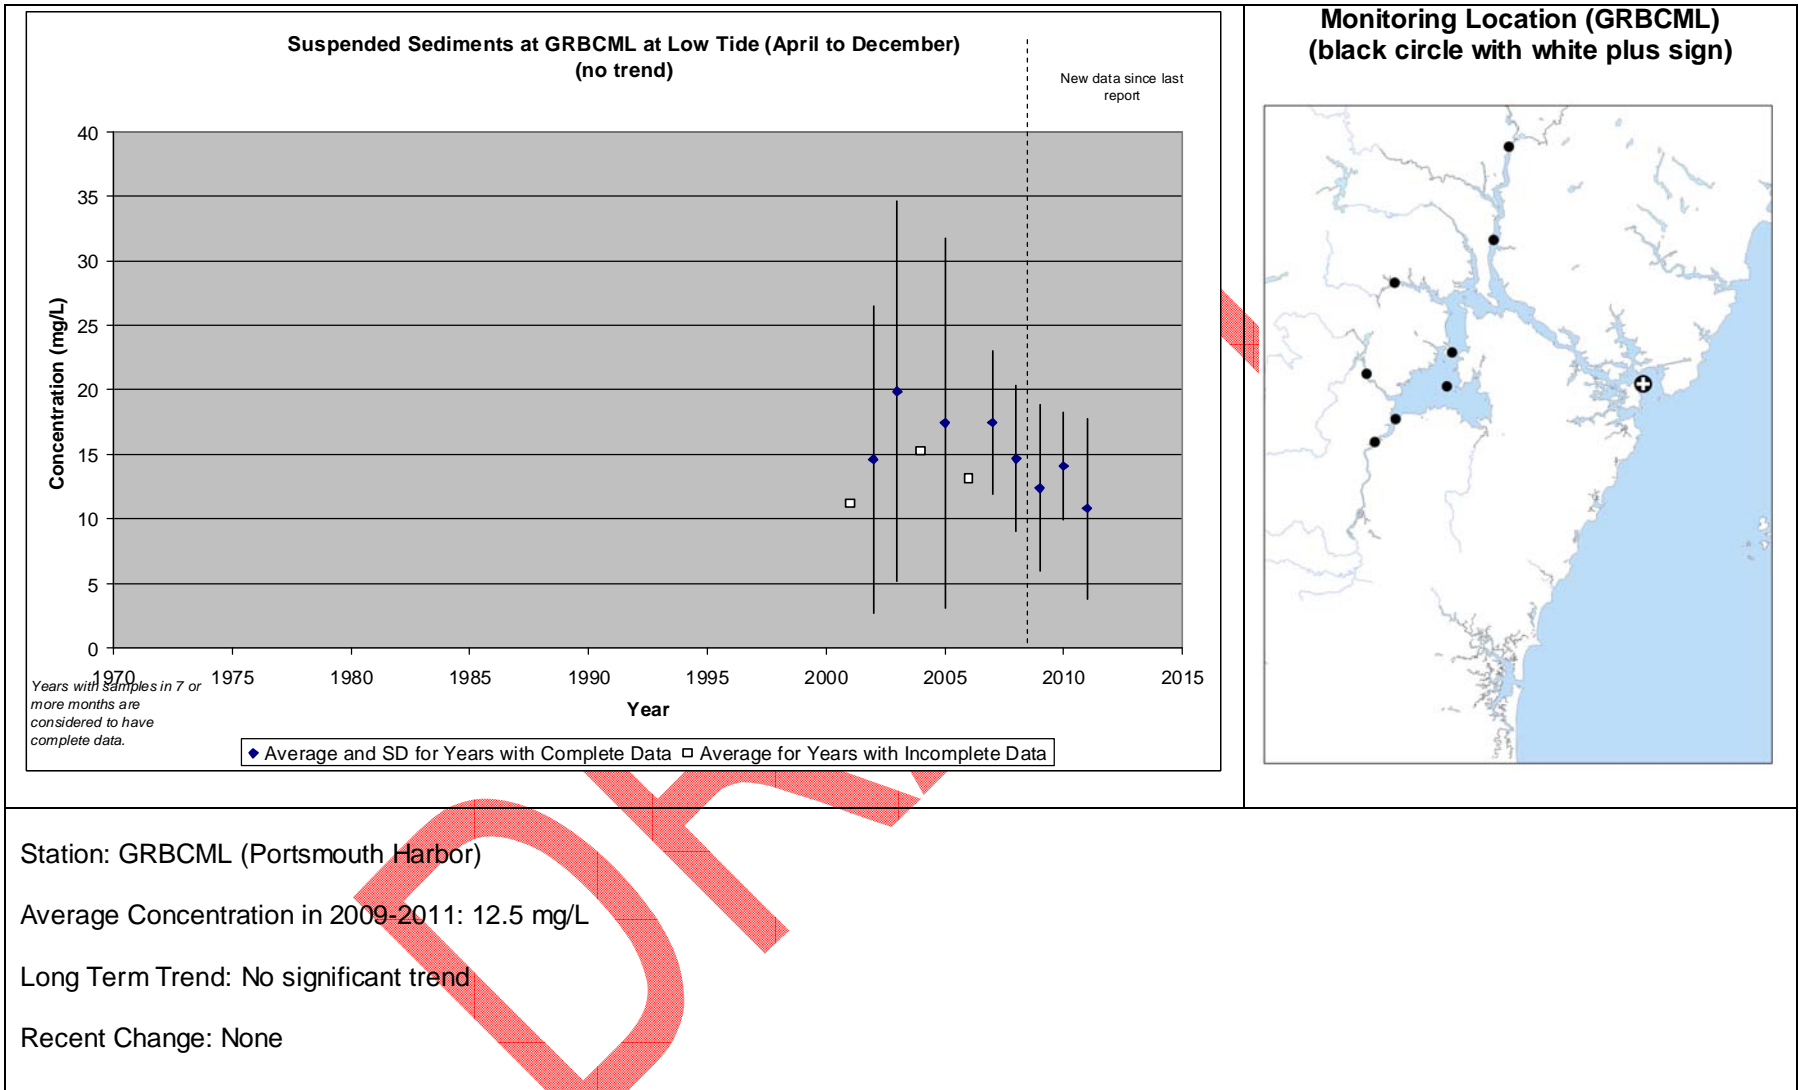 Suspended Sediments at GRBCML at Low Tide (April to December)
(no trend)
New data since last
report
40
35
30
25
20
15
10
5
0
Concentration (mg/L)
1970 1975 1980 1985 1990 1995 2000 2005 2010 2015
Year
Years with samples in 7 or
more months are
considered to have
complete data.
Average and SD for Years with Complete Data Average for Years with Incomplete Data
Monitoring Location (GRBCML)
(black circle with white plus sign)
Station: GRBCML (Portsmouth Harbor)
Average Concentration in 2009-2011: 12.5 mg/L
Long Term Trend: No significant trend
Recent Change: None